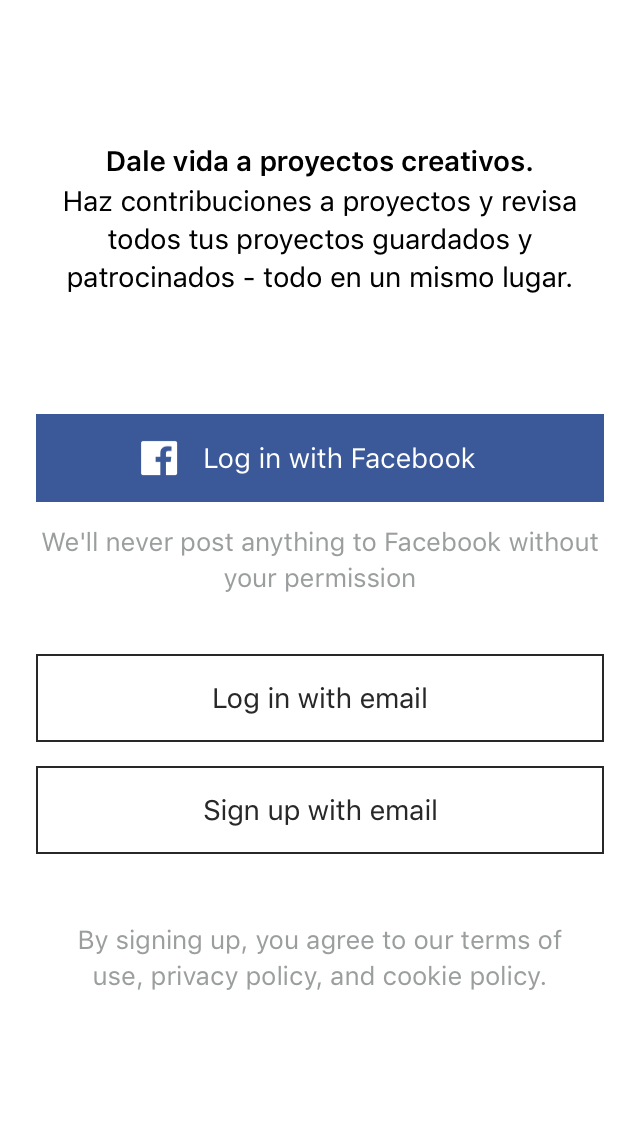 Dale vida a proyectos creativos.
Haz contribuciones a proyectos y revisa
todos tus proyectos guardados y
patrocinados - todo en un mismo lugar.
Log in with Facebook
We'll never post anything to Facebook without
your permission
Log in with email
Sign up with email
By signing up, you agree to our terms of
use, privacy policy, and cookie policy.